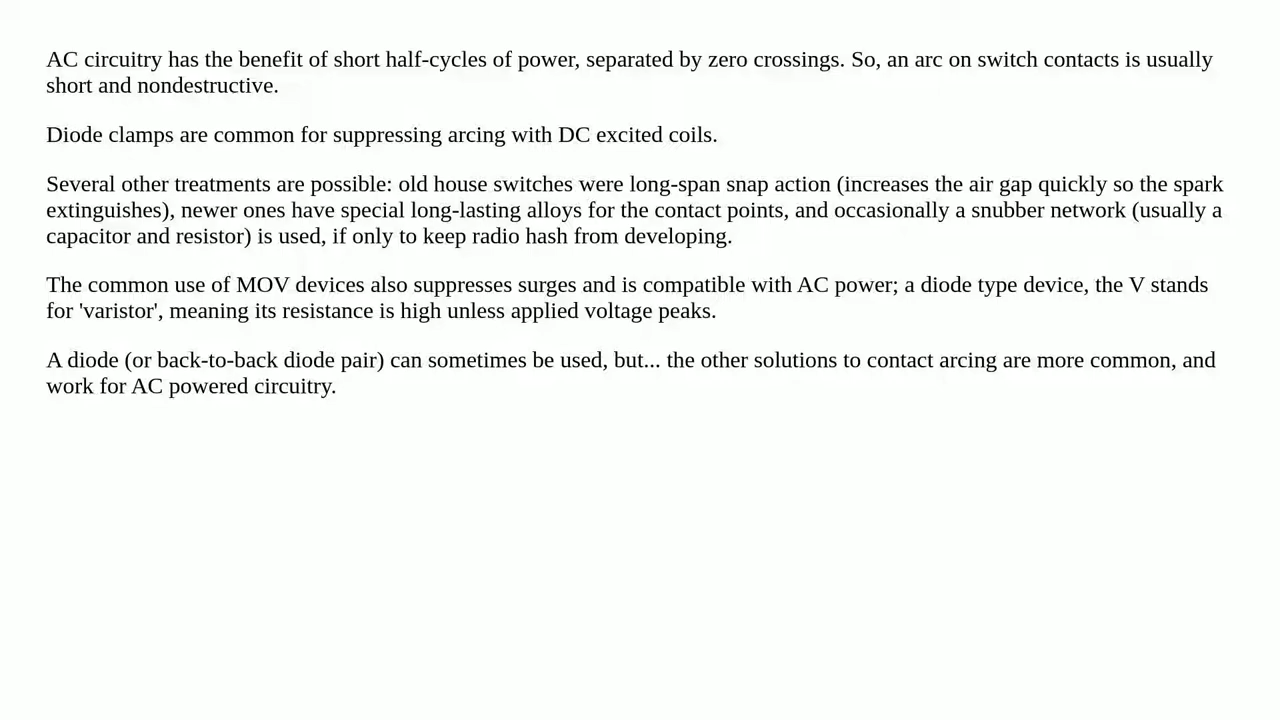 AC circuitry has the benefit of short half-cycles of power, separated by zero crossings. So, an arc on switch contacts is usually
short and nondestructive.
Diode clamps are common for suppressing arcing with DC excited coils.
Several other treatments are possible: old house switches were long-span snap action (increases the air gap quickly so the spark
extinguishes), newer ones have special long-lasting alloys for the contact points, and occasionally a snubber network (usually a
capacitor and resistor) is used, if only to keep radio hash from developing.
The common use of MOV devices also suppresses surges and is compatible with AC power; a diode type device, the V stands
for 'varistor', meaning its resistance is high unless applied voltage peaks.
A diode (or back-to-back diode pair) can sometimes be used, but... the other solutions to contact arcing are more common, and
work for AC powered circuitry.